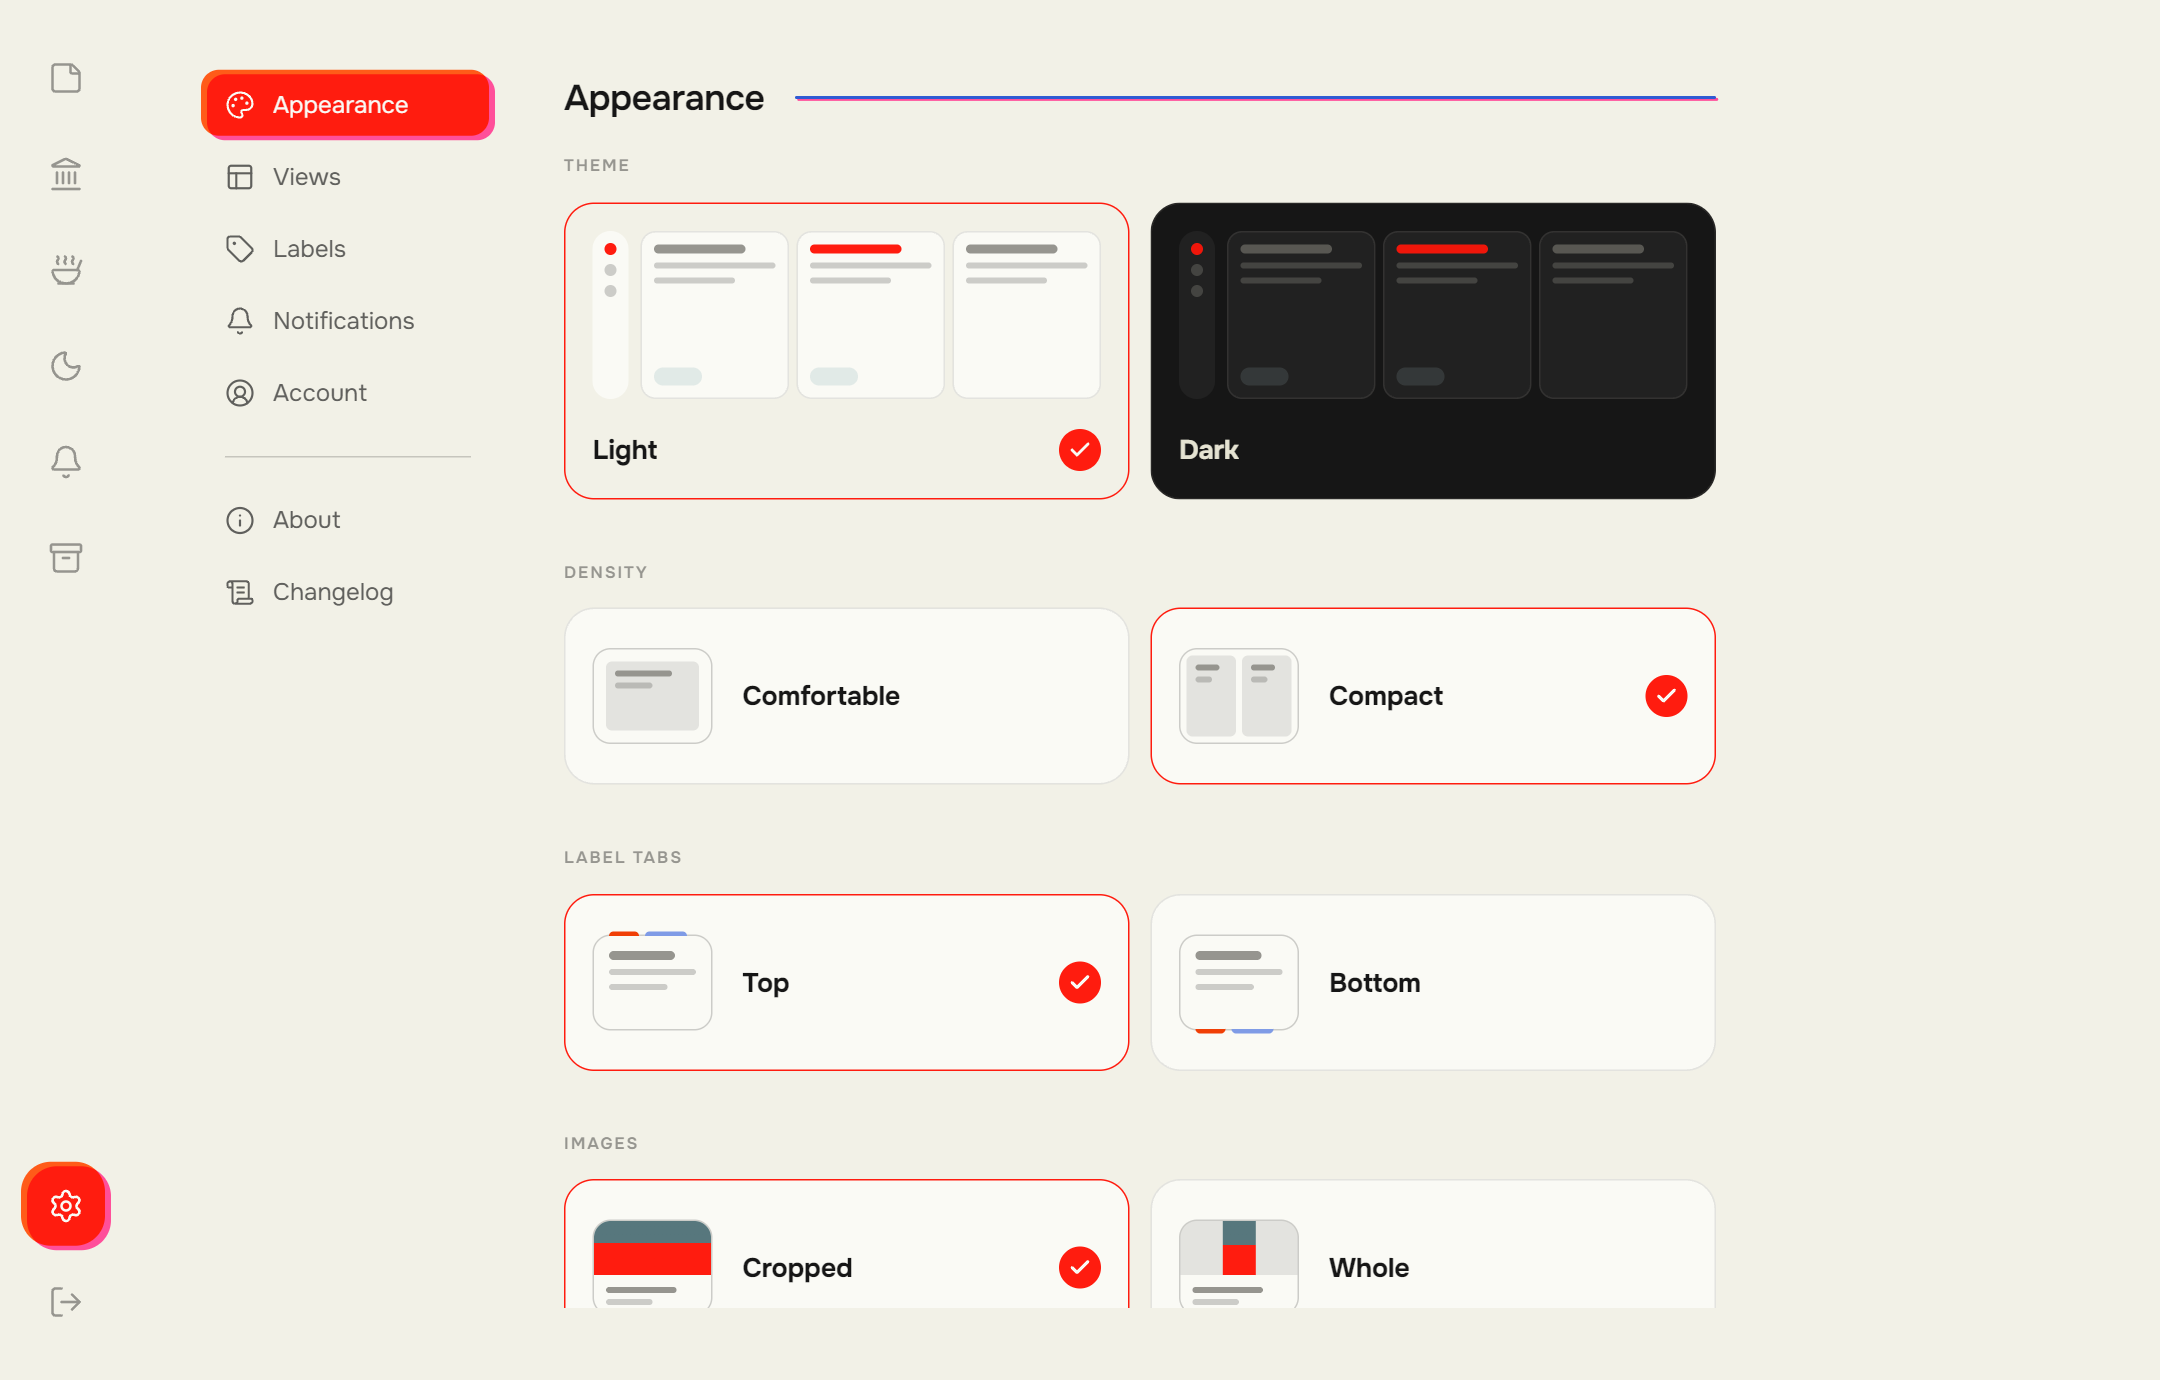 Appearance
Views
Labels
Notifications
Account
About
Changelog
Appearance
THEME
Light
Dark
DENSITY
Comfortable
Compact
LABEL TABS
Top
Bottom
IMAGES
Cropped
Whole